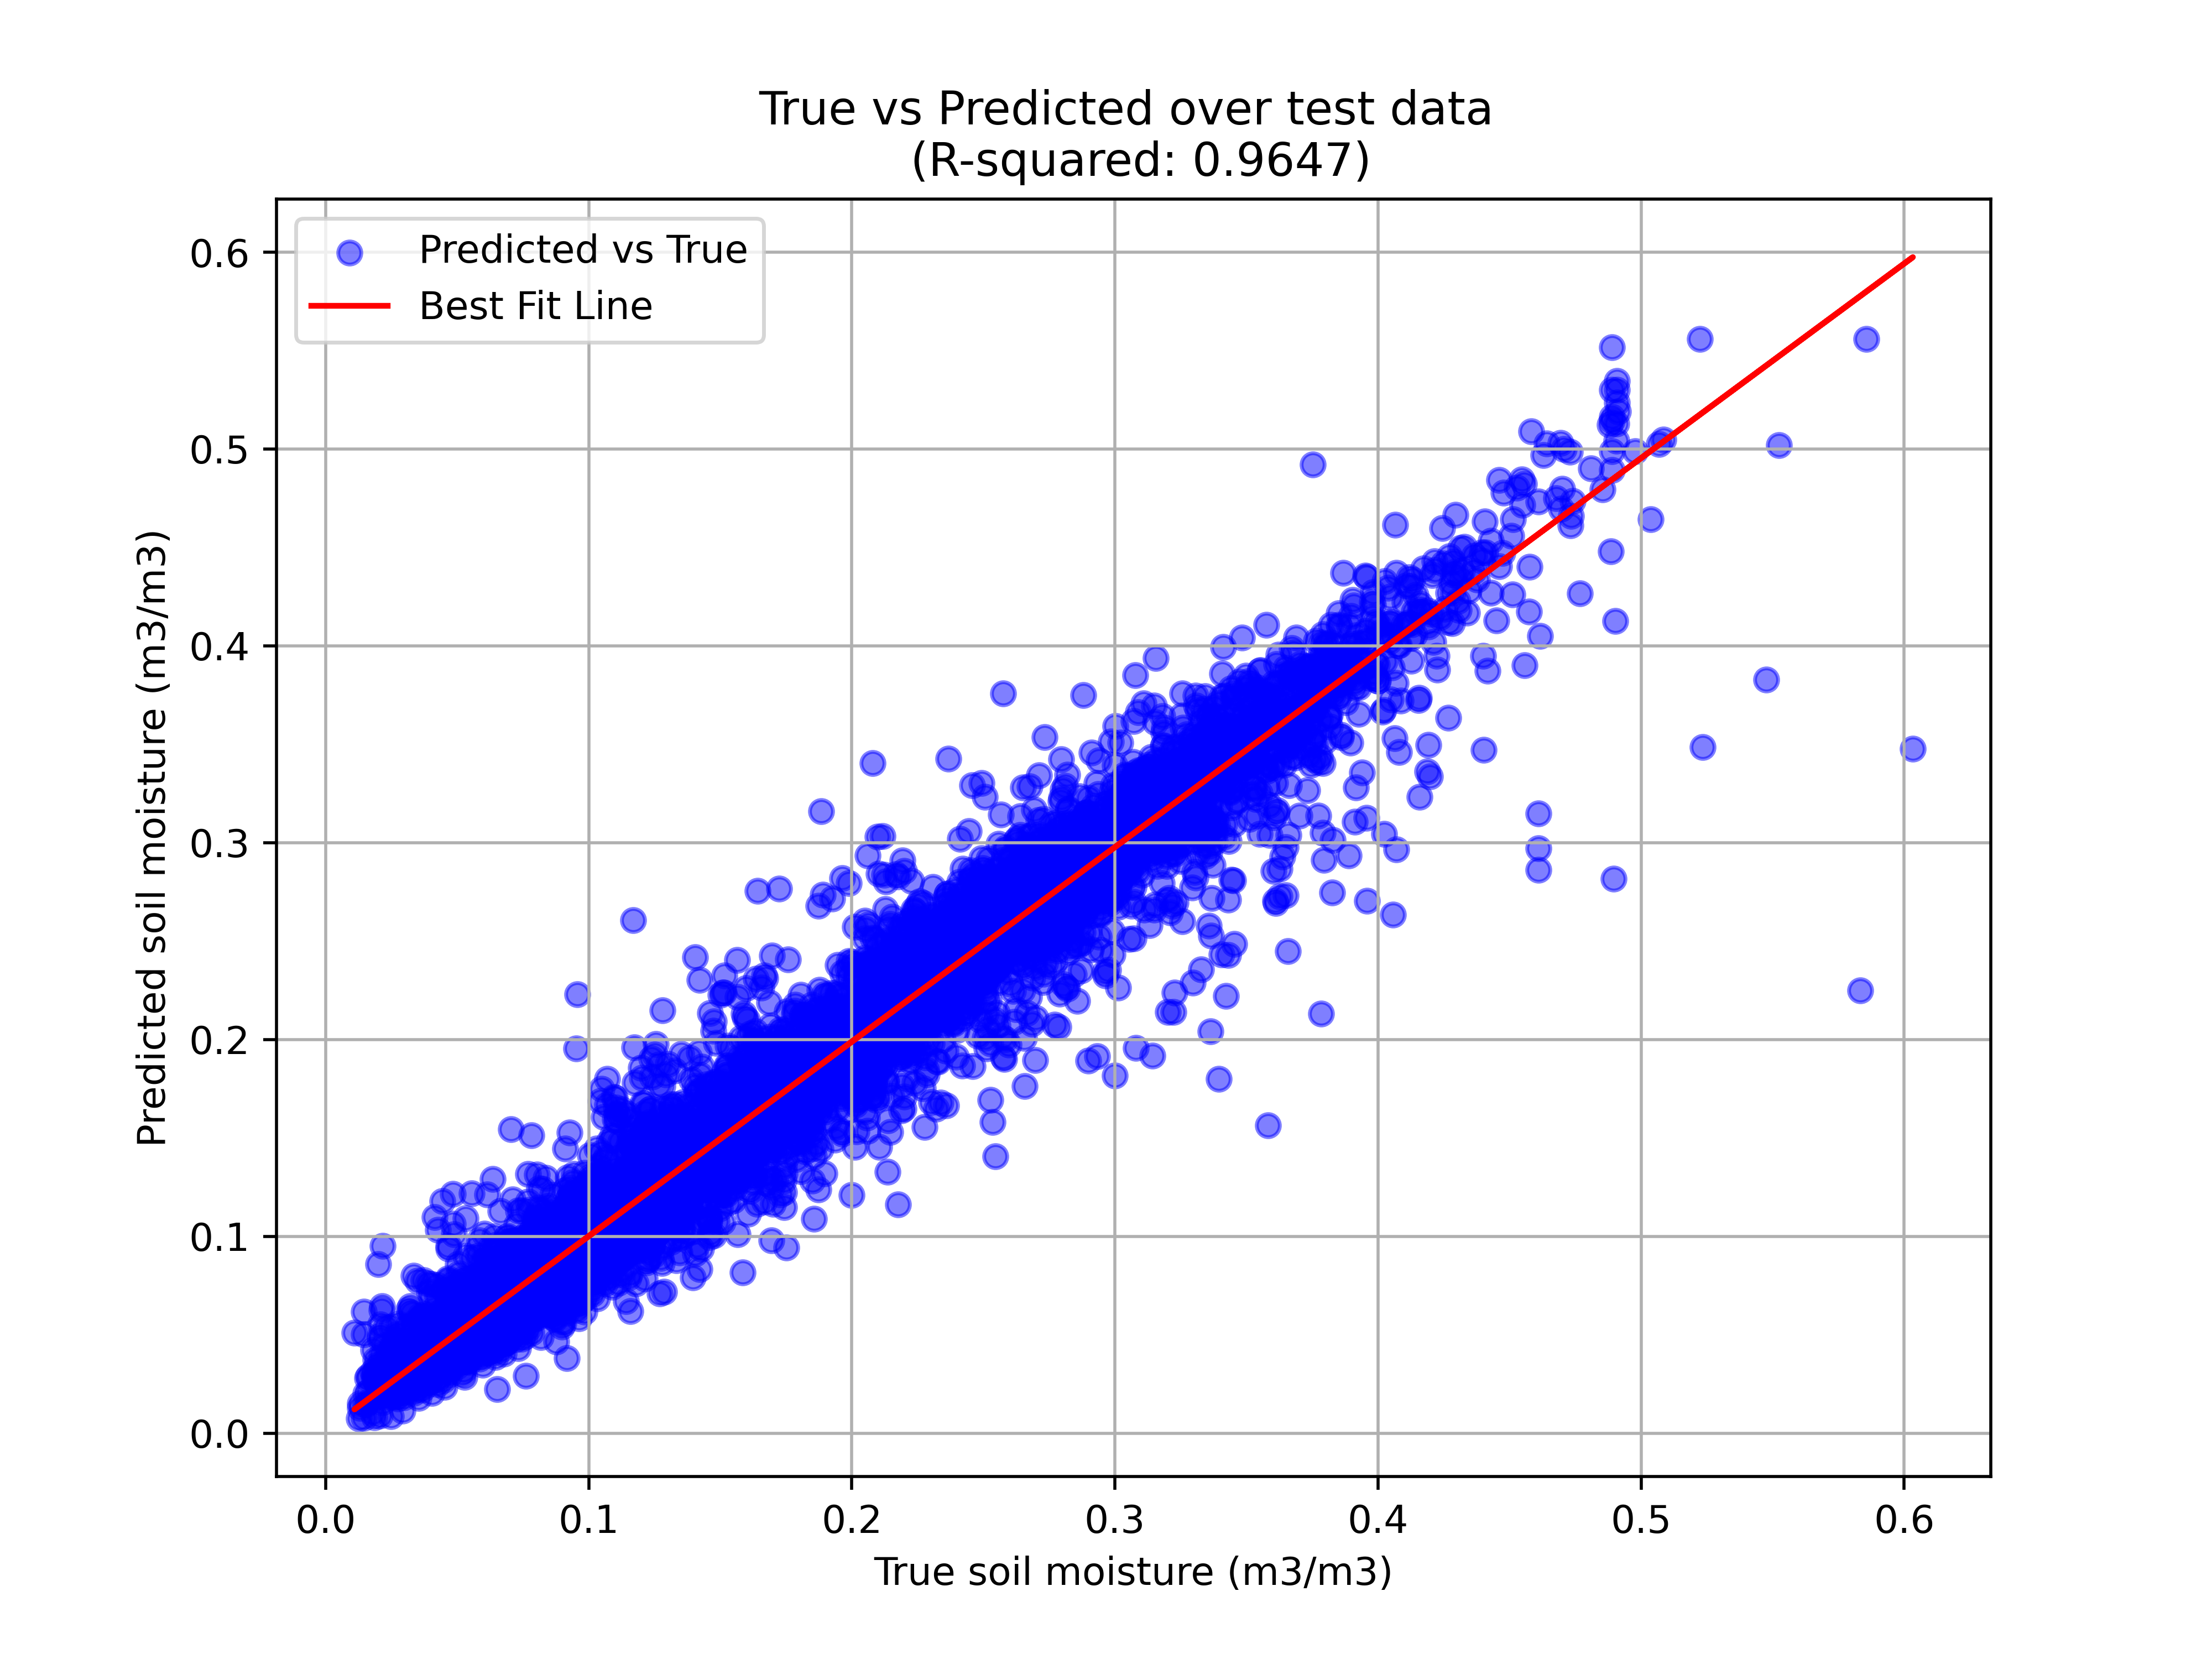 True vs Predicted over test data
(R-squared: 0.9647)
Predicted vs True
Best Fit Line
Predicted soil moisture (m3/m3)
0.6
0.5
0.4
0.3
0.2
0.1
0.0
0.0 0.1 0.2 0.3 0.4 0.5 0.6
True soil moisture (m3/m3)